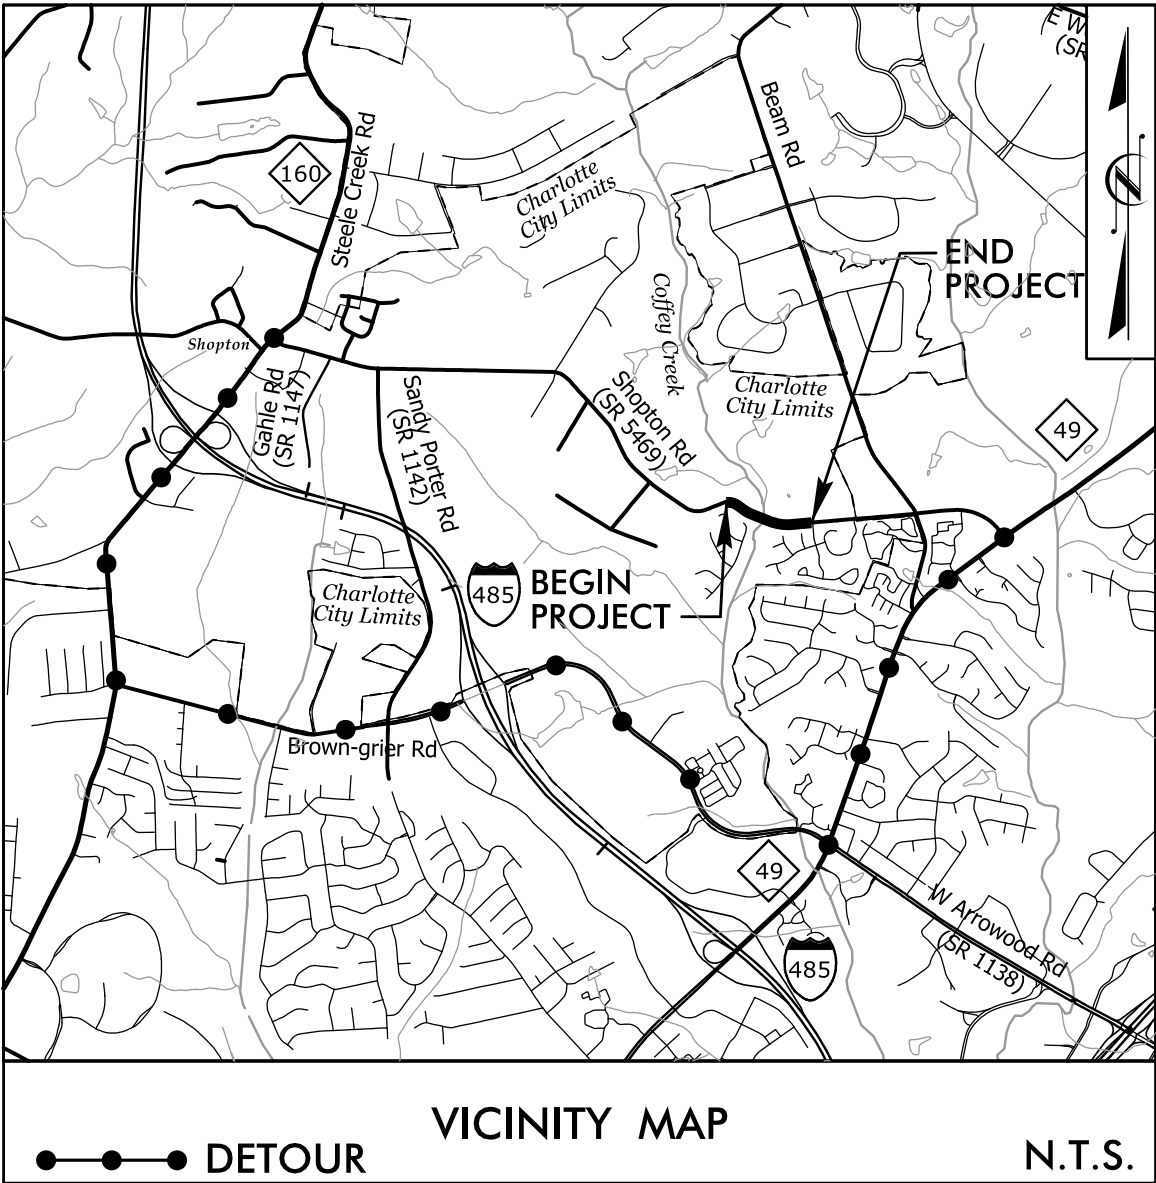 E W
(SR
Beam Rd
160
Steele Creek Rd
Charlotte
City Limits
END
PROJECT
Coffey Creek
Shopton
Gahle Rd
(SR 1147)
Sandy Porter Rd
(SR 1142)
Shopton Rd
(SR 5469)
Charlotte
City Limits
49
485
BEGIN
PROJECT
Charlotte
City Limits
Brown-grier Rd
49
485
W Arrowood Rd
(SR 1138)
VICINITY MAP
DETOUR
N.T.S.